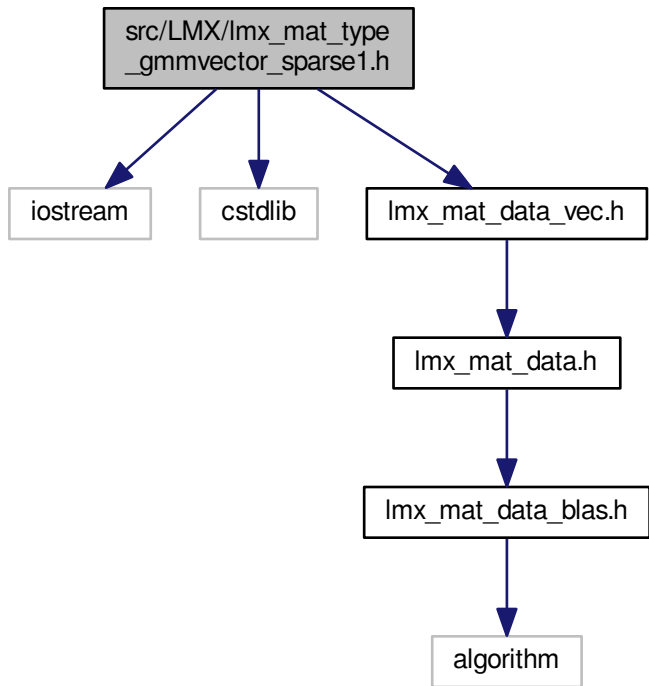 src/LMX/lmx_mat_type
_gmmvector_sparse1.h
iostream
cstdlib
lmx_mat_data_vec.h
lmx_mat_data.h
lmx_mat_data_blas.h
algorithm